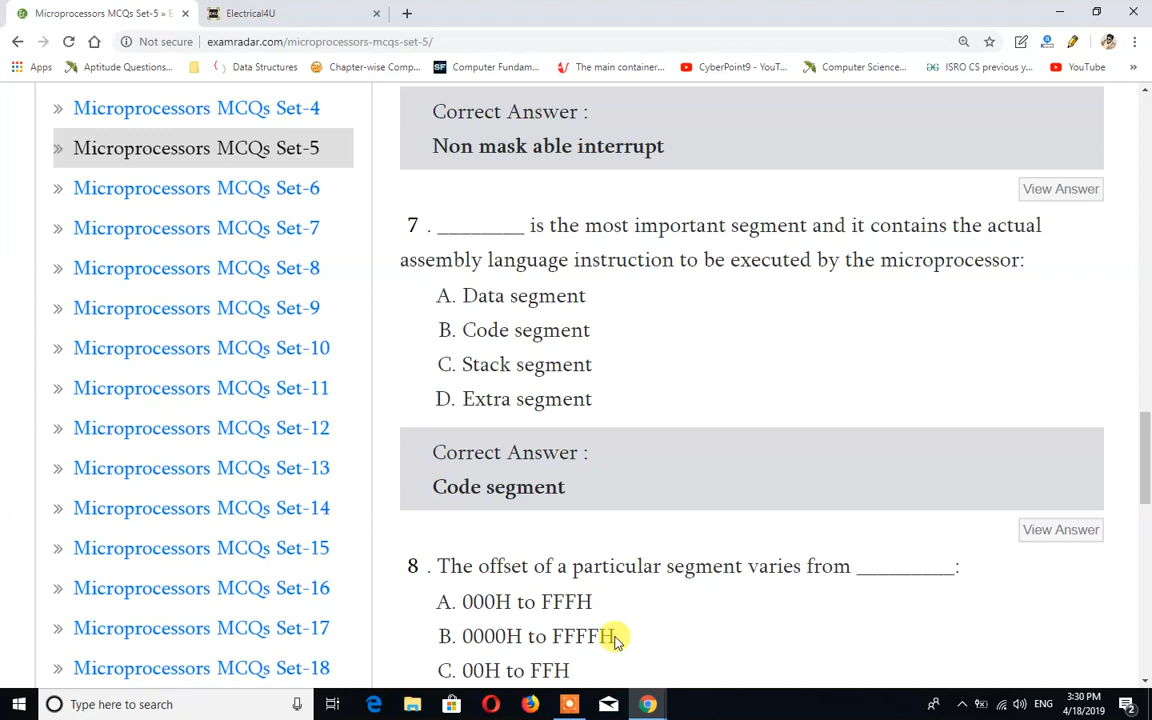 Microprocessors MCQs Set-5 » E
Electrical4U
Not secure | examradar.com/microprocessors-mcqs-set-5/
Apps
Aptitude Questions...
Data Structures
Chapter-wise Comp...
Computer Fundam...
The main container...
CyberPoint9 - YouT...
Computer Science...
ISRO CS previous y...
YouTube
» Microprocessors MCQs Set-4
» Microprocessors MCQs Set-5
» Microprocessors MCQs Set-6
» Microprocessors MCQs Set-7
» Microprocessors MCQs Set-8
» Microprocessors MCQs Set-9
» Microprocessors MCQs Set-10
» Microprocessors MCQs Set-11
» Microprocessors MCQs Set-12
» Microprocessors MCQs Set-13
» Microprocessors MCQs Set-14
» Microprocessors MCQs Set-15
» Microprocessors MCQs Set-16
» Microprocessors MCQs Set-17
» Microprocessors MCQs Set-18
Correct Answer :
Non mask able interrupt
View Answer
7 . ________ is the most important segment and it contains the actual
assembly language instruction to be executed by the microprocessor:
A. Data segment
B. Code segment
C. Stack segment
D. Extra segment
Correct Answer :
Code segment
View Answer
8 . The offset of a particular segment varies from _________:
A. 000H to FFFH
B. 0000H to FFFFH
C. 00H to FFH
Type here to search
ENG
3:30 PM
4/18/2019
2